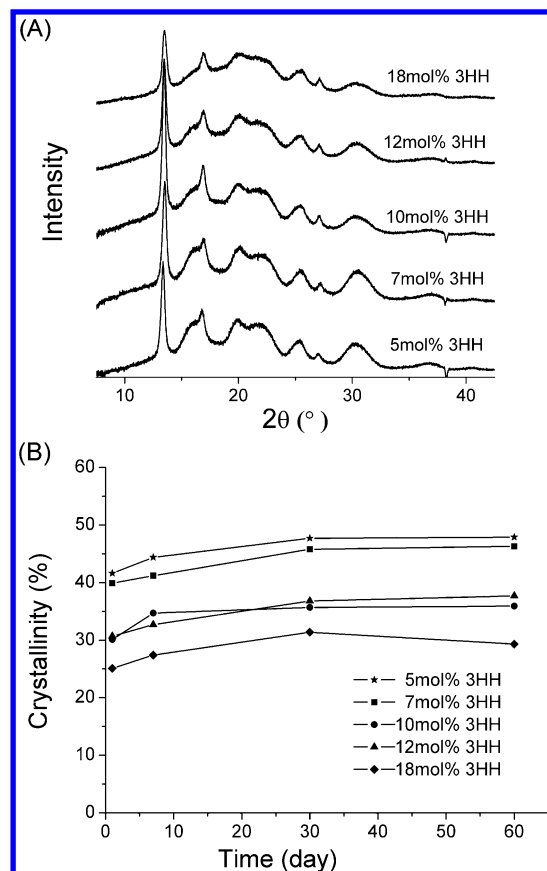 (A)
18mol% 3HH
12mol% 3HH
10mol% 3HH
7mol% 3HH
5mol% 3HH
Intensity
10 20 30 40
2θ (°)
(B)
60
50
40
30
20
10
0
Crystallinity (%)
5mol% 3HH
7mol% 3HH
10mol% 3HH
12mol% 3HH
18mol% 3HH
0 10 20 30 40 50 60
Time (day)